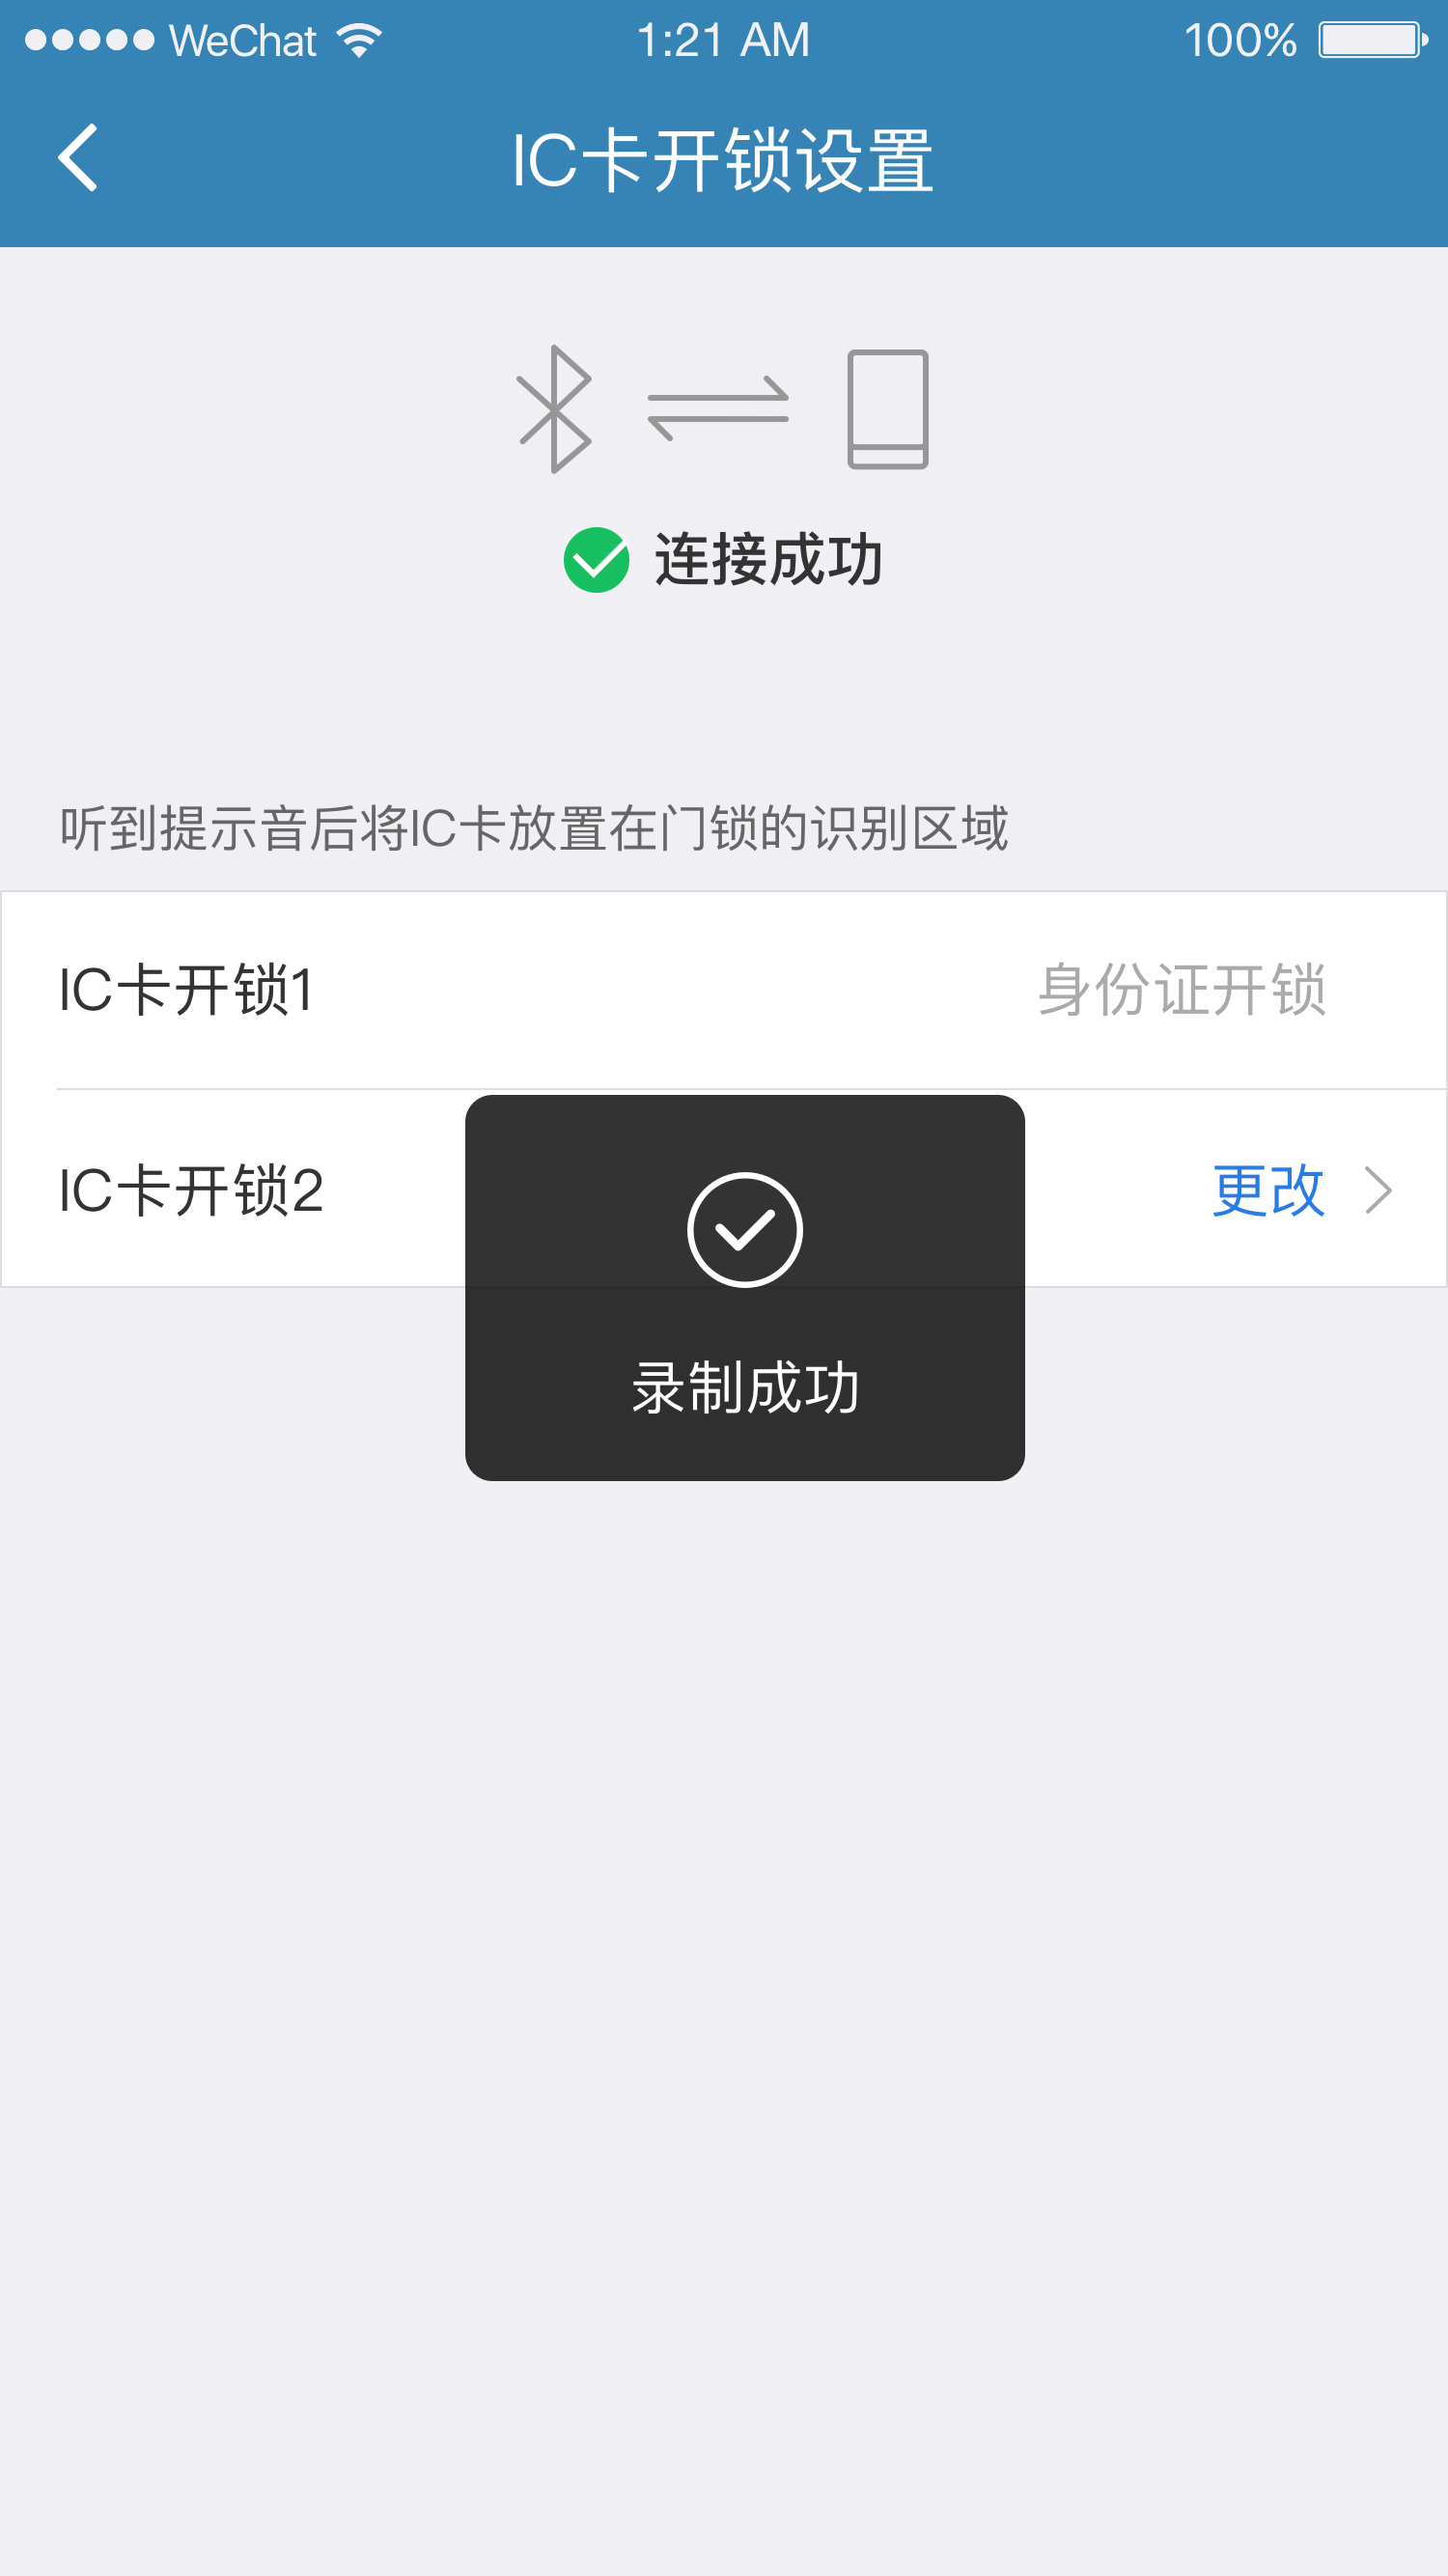 WeChat 1:21 AM 100%
IC卡开锁设置
连接成功
听到提示音后将IC卡放置在门锁的识别区域
IC卡开锁1 身份证开锁
IC卡开锁2 更改
录制成功